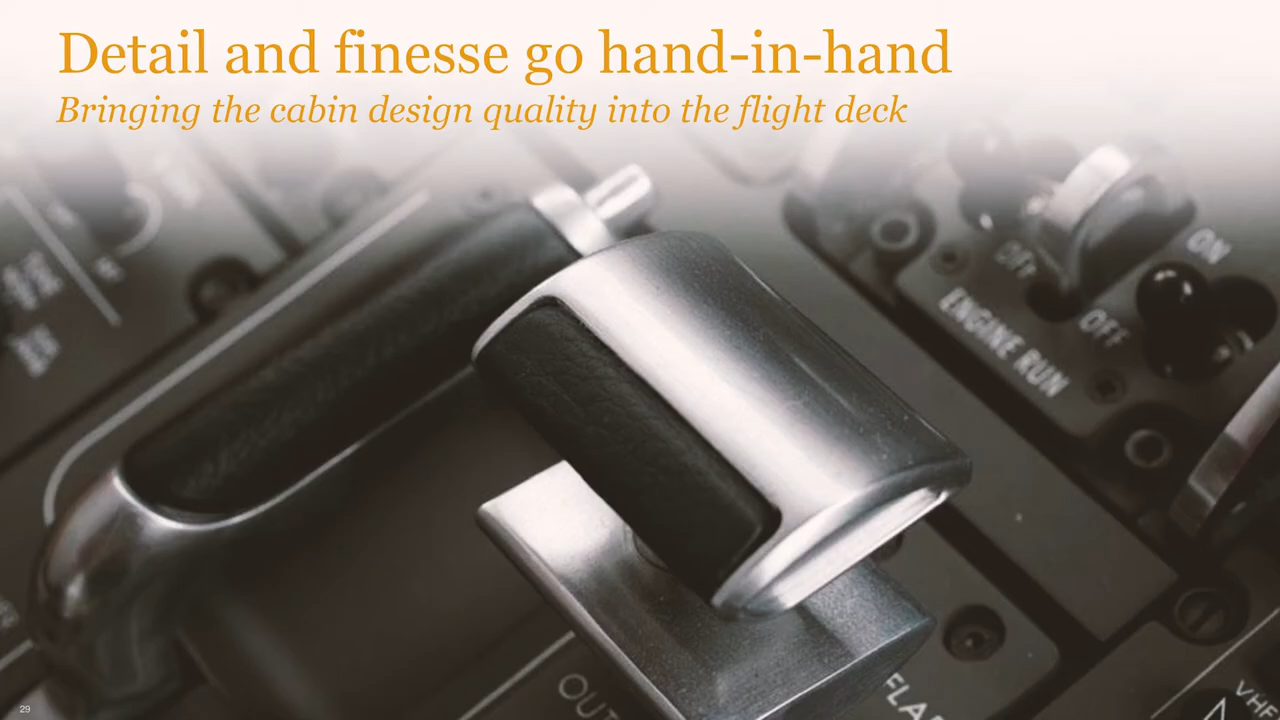 Detail and finesse go hand-in-hand
Bringing the cabin design quality into the flight deck
ON
OFF
OFF
ENGINE RUN
OUT
FLA
VHF
29